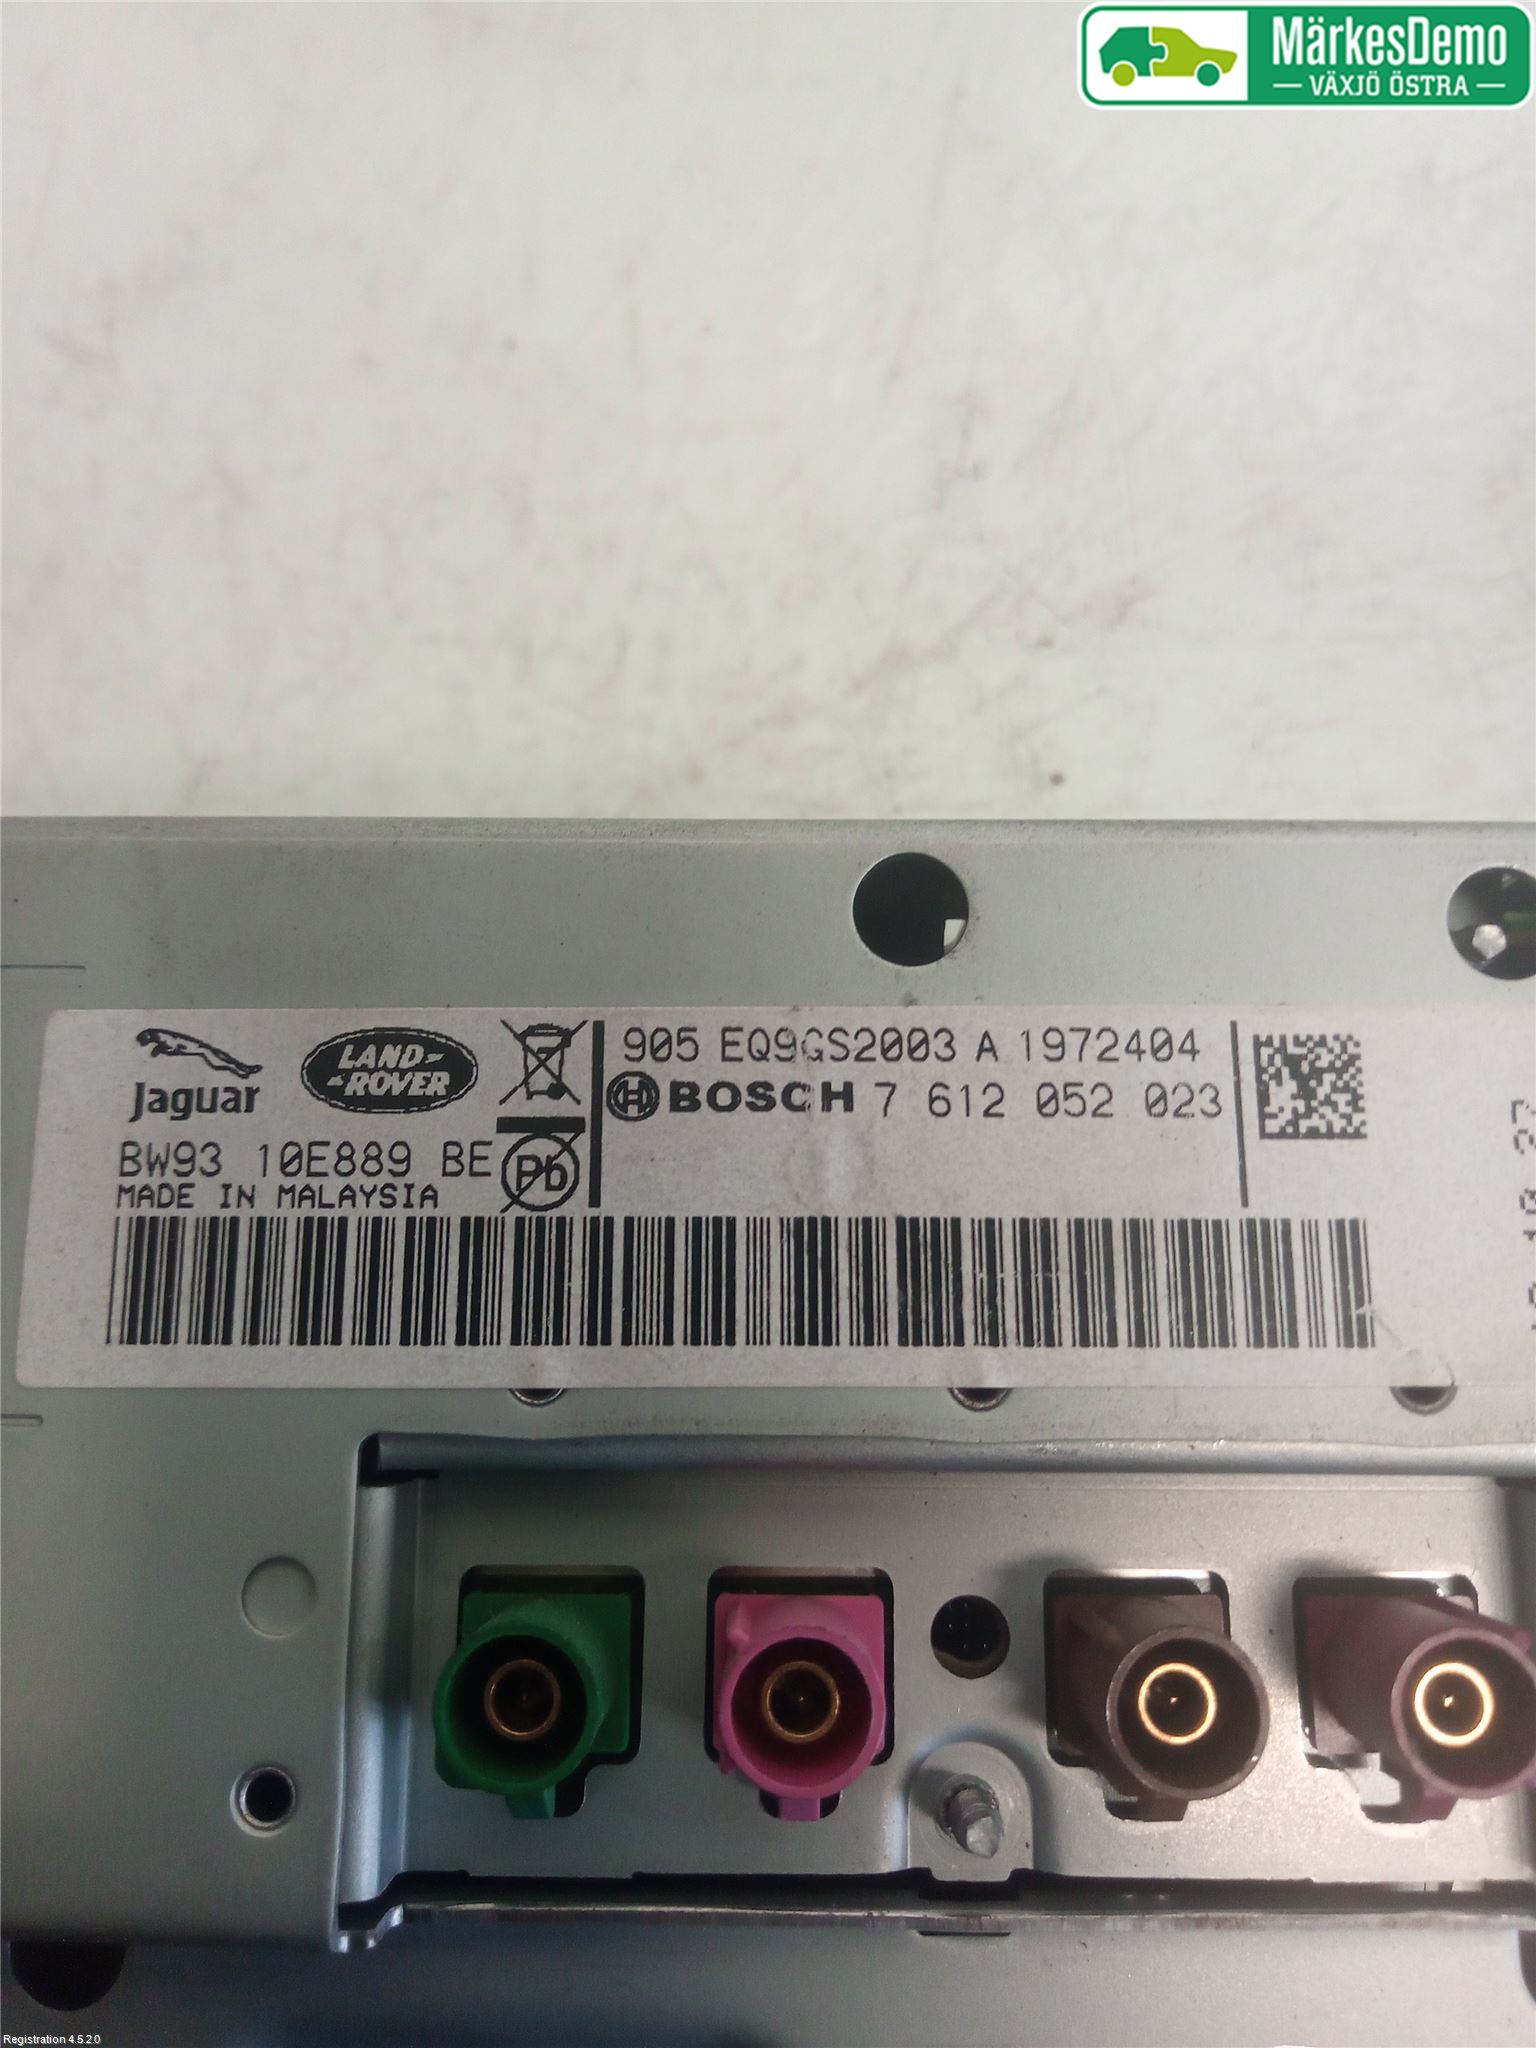 MärkesDemo
VÄXJÖ ÖSTRA
Jaguar
LAND-
-ROVER
905 EQ9GS2003 A 1972404
BOSCH 7 612 052 023
BW93 10E889 BE
Pb
MADE IN MALAYSIA
Registration 4.5.2.0